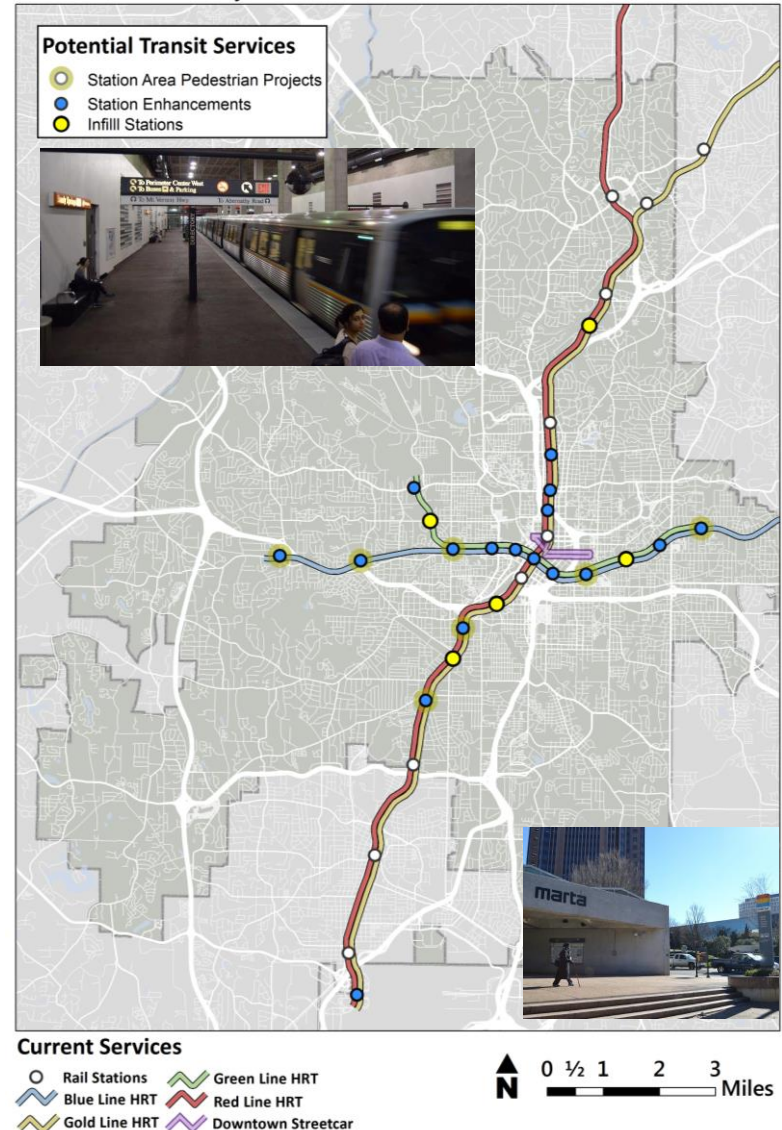 Potential Transit Services
Station Area Pedestrian Projects
Station Enhancements
Infilll Stations
To Perimeter Center West
To Buses & Parking
To Mt. Vernon Hwy
To Abernathy Road
DIRECTORY
marta
Current Services
Rail Stations
Green Line HRT
Blue Line HRT
Red Line HRT
Gold Line HRT
Downtown Streetcar
N
0 ½ 1 2 3 Miles